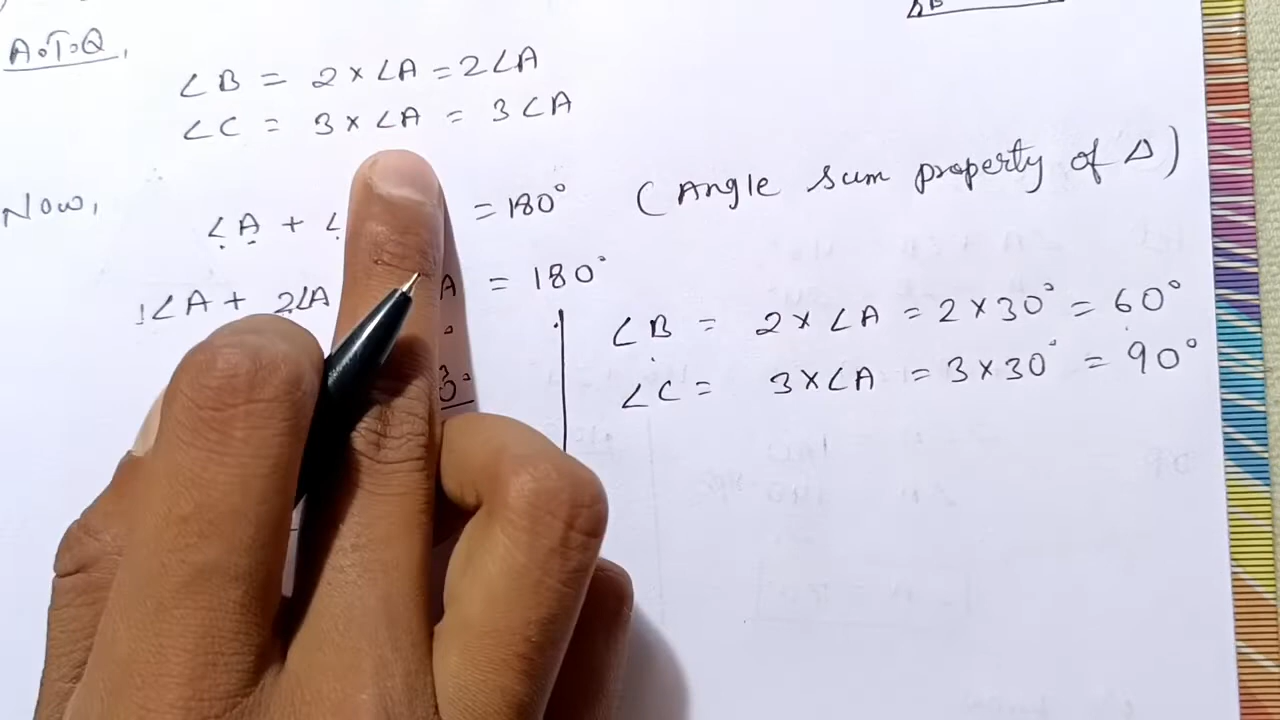 A.T.Q,
∠B = 2 × ∠A = 2∠A
∠C = 3 × ∠A = 3∠A
Now,
∠A + ∠ = 180° (Angle sum property of Δ)
1∠A + 2∠A A = 180°
∠B = 2 × ∠A = 2 × 30° = 60°
∠C = 3 × ∠A = 3 × 30° = 90°